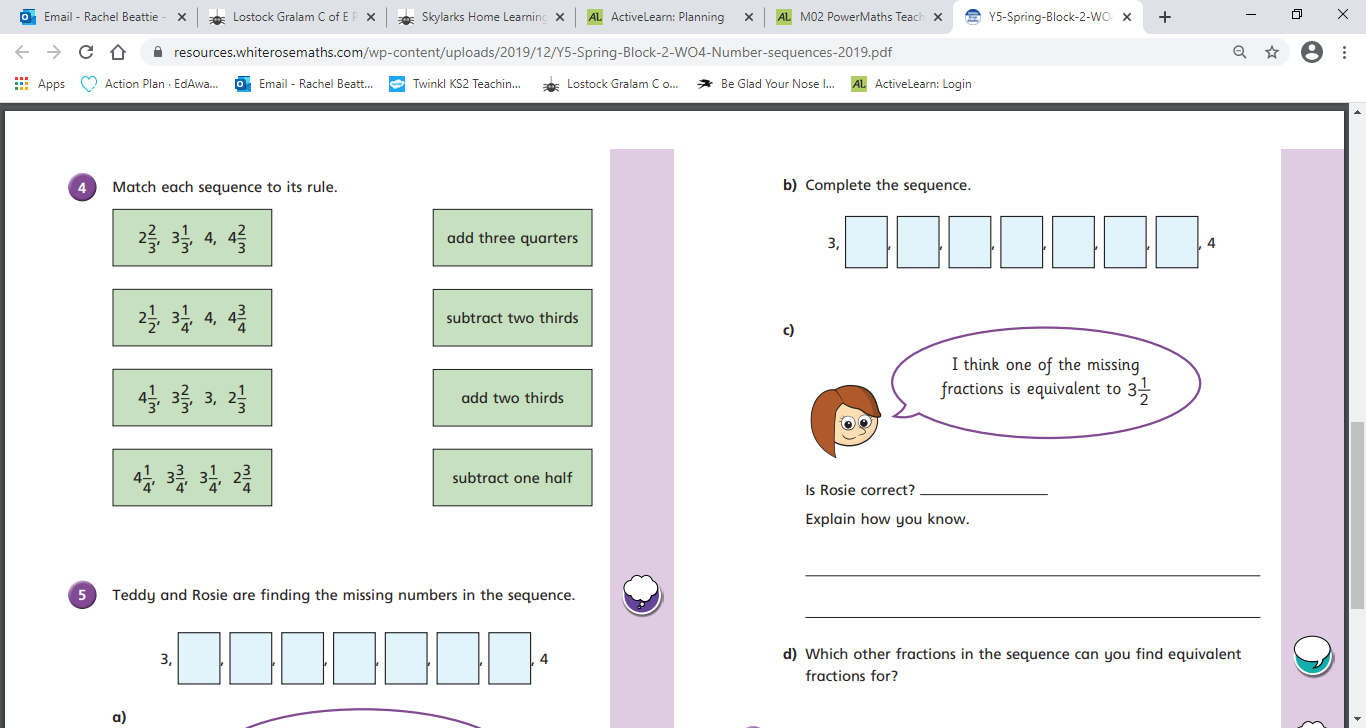 Email - Rachel Beattie -
Lostock Gralam C of E P
Skylarks Home Learning
ActiveLearn: Planning
M02 PowerMaths Teach
Y5-Spring-Block-2-WO
resources.whiterosemaths.com/wp-content/uploads/2019/12/Y5-Spring-Block-2-WO4-Number-sequences-2019.pdf
Apps
Action Plan · EdAwa...
Email - Rachel Beatt...
Twinkl KS2 Teachin...
Lostock Gralam C o...
Be Glad Your Nose I...
ActiveLearn: Login
4 Match each sequence to its rule.
2 2/3, 3 1/3, 4, 4 2/3
add three quarters
2 1/2, 3 1/4, 4, 4 3/4
subtract two thirds
4 1/3, 3 2/3, 3, 2 1/3
add two thirds
4 1/4, 3 3/4, 3 1/4, 2 3/4
subtract one half
5 Teddy and Rosie are finding the missing numbers in the sequence.
3, , , , , , , , 4
a)
b) Complete the sequence.
3, , , , , , , , 4
c)
I think one of the missing
fractions is equivalent to 3 1/2
Is Rosie correct?
Explain how you know.
d) Which other fractions in the sequence can you find equivalent
fractions for?